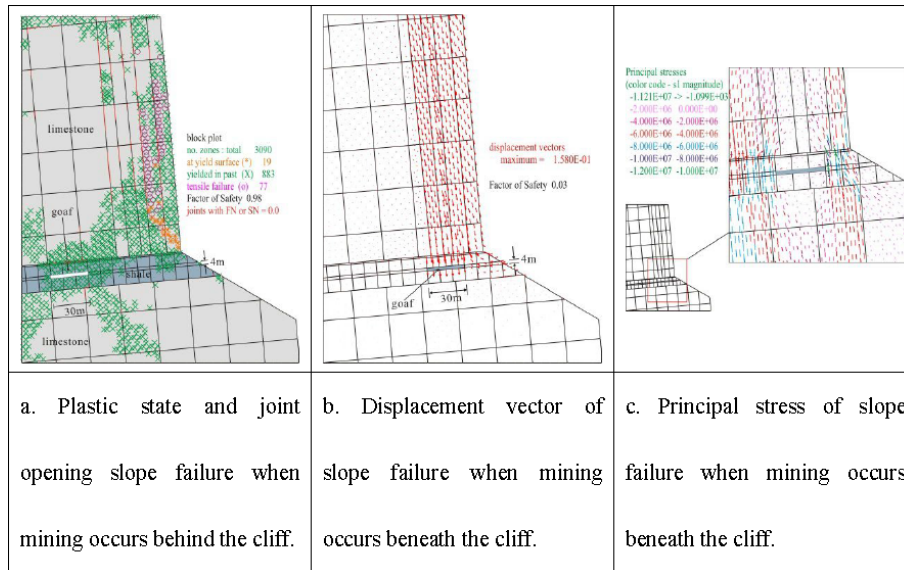 limestone
goaf
shale
30m
limestone
4m
block plot
no. zones : total 3090
at yield surface (*) 19
yielded in past (X) 883
tensile failure (o) 77
Factor of Safety 0.98
joints with FN or SN = 0.0
displacement vectors
maximum = 1.580E-01
Factor of Safety 0.03
4m
goaf
30m
Principal stresses
(color code - s1 magnitude)
-1.121E+07 -> -1.099E+03
-2.000E+06 0.000E+00
-4.000E+06 -2.000E+06
-6.000E+06 -4.000E+06
-8.000E+06 -6.000E+06
-1.000E+07 -8.000E+06
-1.200E+07 -1.000E+07
a. Plastic state and joint
opening slope failure when
mining occurs behind the cliff.
b. Displacement vector of
slope failure when mining
occurs beneath the cliff.
c. Principal stress of slope
failure when mining occurs
beneath the cliff.